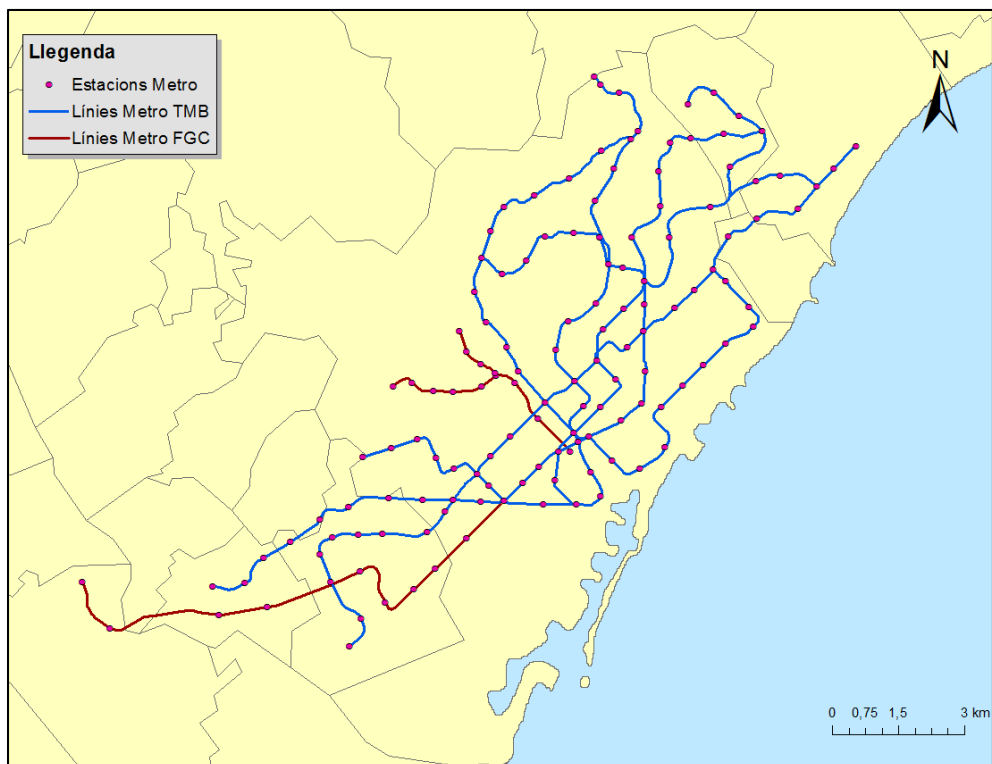 Llegenda
Estacions Metro
Línies Metro TMB
Línies Metro FGC
N
0 0,75 1,5 3 km